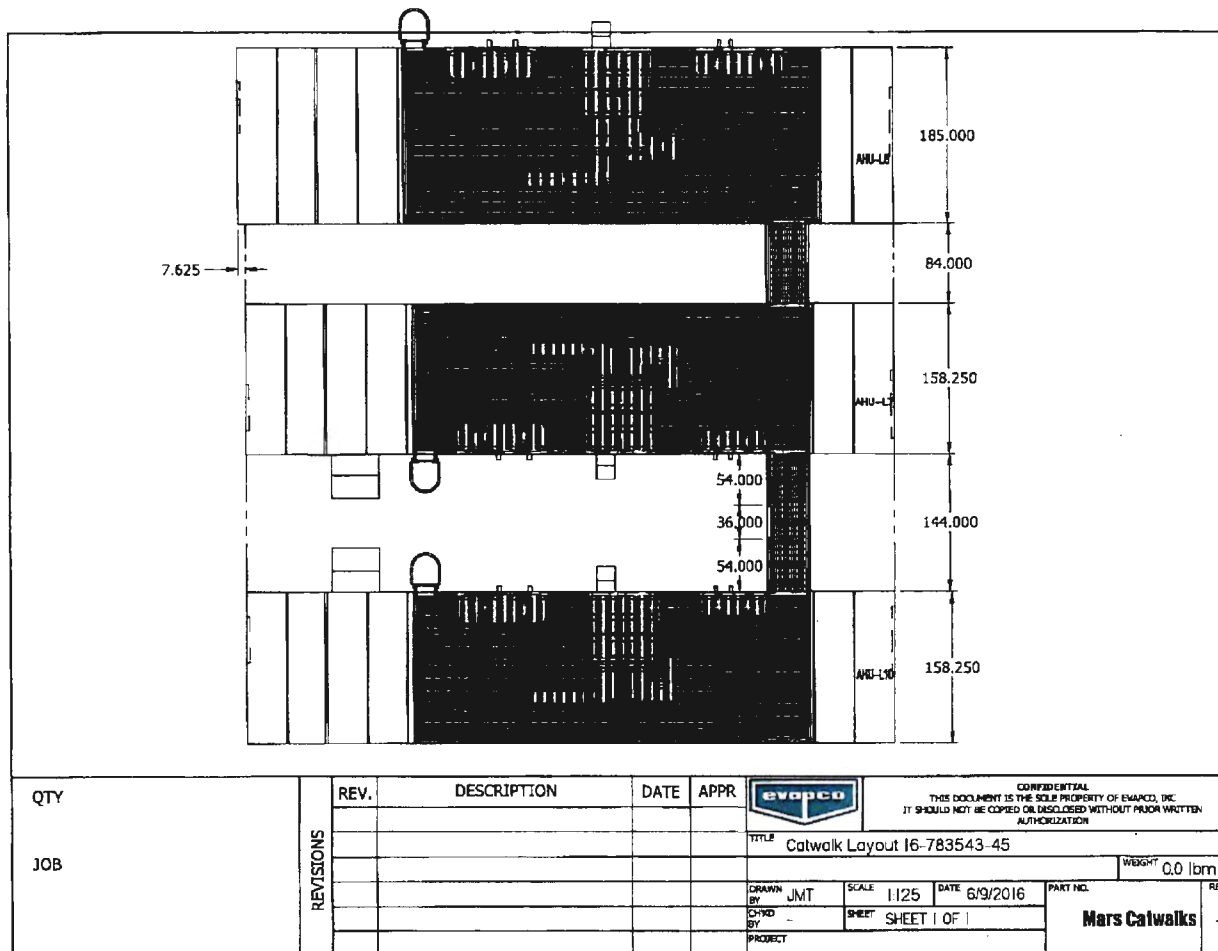 185.000
AHU-L8
84.000
7.625
158.250
AHU-L7
54.000
36.000
144.000
54.000
158.250
AHU-L10
QTY
JOB
REVISIONS
REV. DESCRIPTION DATE APPR
evapco
CONFIDENTIAL
THIS DOCUMENT IS THE SOLE PROPERTY OF EVAPCO, INC
IT SHOULD NOT BE COPIED OR DISCLOSED WITHOUT PRIOR WRITTEN
AUTHORIZATION
TITLE Catwalk Layout 16-783543-45
WEIGHT 0.0 lbm
DRAWN BY JMT SCALE 1:125 DATE 6/9/2016 PART NO. Mars Catwalks
CHKD BY - SHEET SHEET 1 OF 1
PROJECT